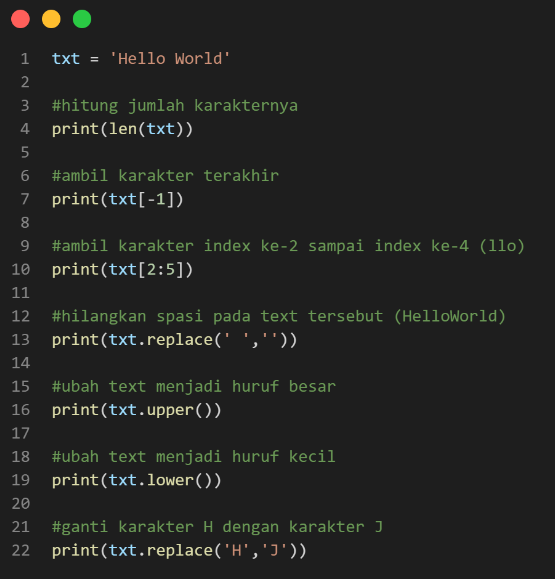 1 txt = 'Hello World'
2
3 #hitung jumlah karakternya
4 print(len(txt))
5
6 #ambil karakter terakhir
7 print(txt[-1])
8
9 #ambil karakter index ke-2 sampai index ke-4 (llo)
10 print(txt[2:5])
11
12 #hilangkan spasi pada text tersebut (HelloWorld)
13 print(txt.replace(' ',''))
14
15 #ubah text menjadi huruf besar
16 print(txt.upper())
17
18 #ubah text menjadi huruf kecil
19 print(txt.lower())
20
21 #ganti karakter H dengan karakter J
22 print(txt.replace('H','J'))